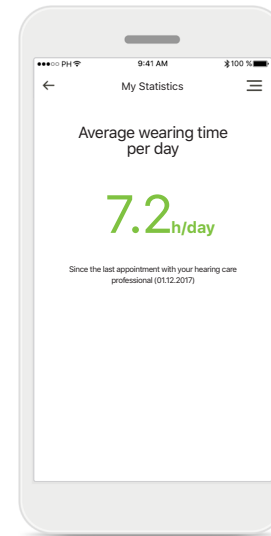 ●●●○○ PH 9:41 AM 100 %
My Statistics
Average wearing time
per day
7.2 h/day
Since the last appointment with your hearing care
professional (01.12.2017)